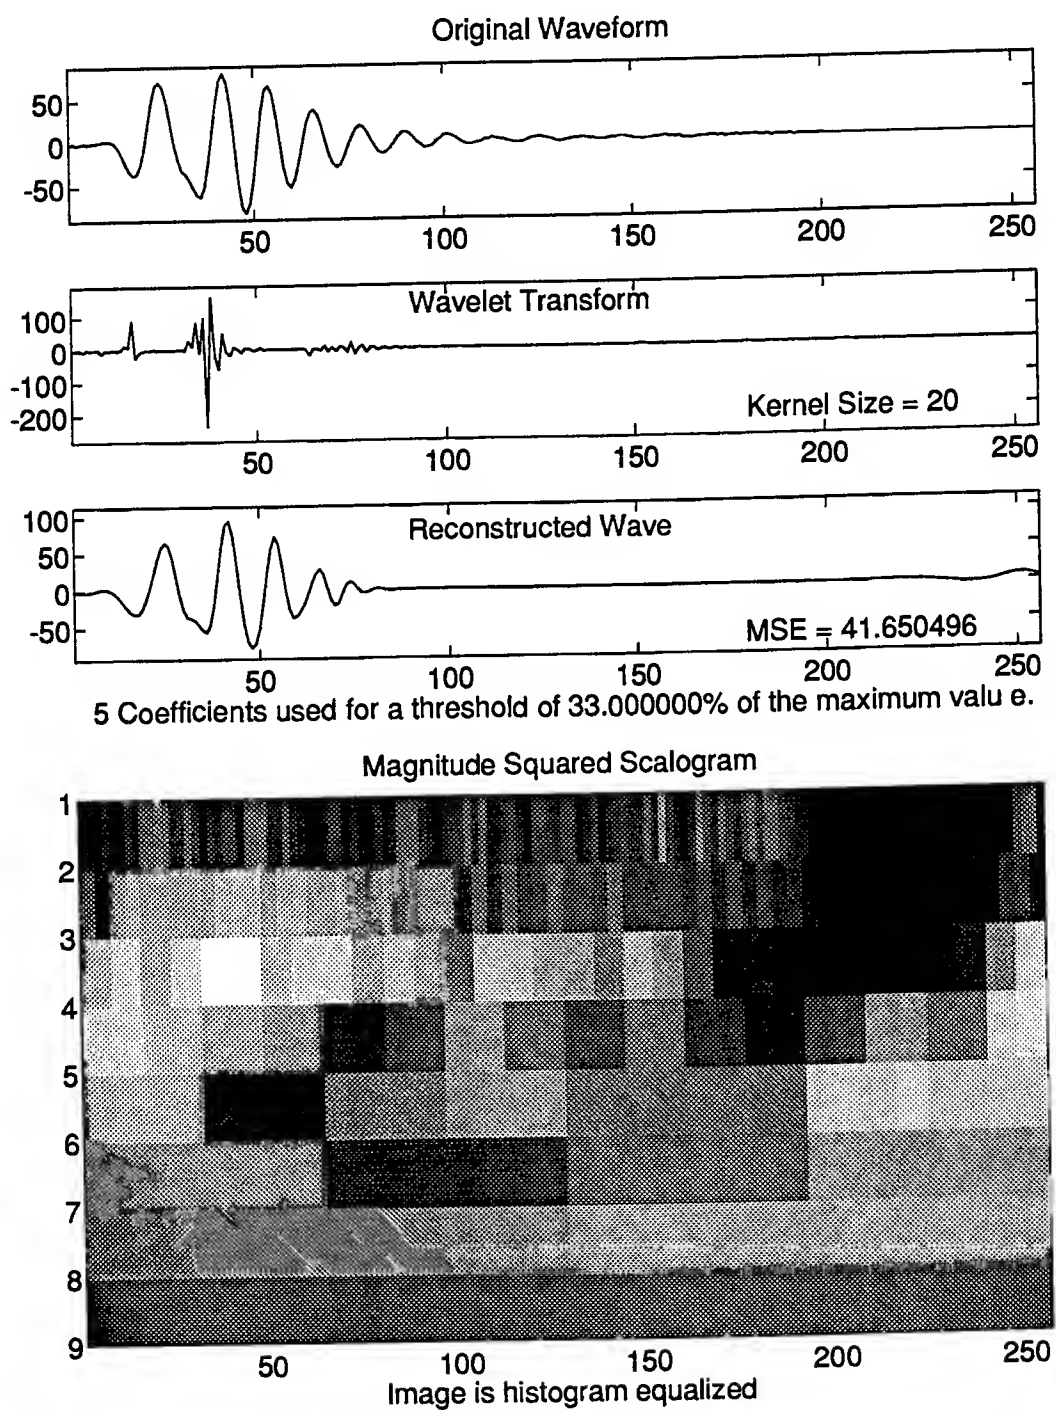 Original Waveform
50
0
-50
50 100 150 200 250
Wavelet Transform
100
0
-100
-200
Kernel Size = 20
50 100 150 200 250
Reconstructed Wave
100
50
0
-50
MSE = 41.650496
50 100 150 200 250
5 Coefficients used for a threshold of 33.000000% of the maximum valu e.
Magnitude Squared Scalogram
1
2
3
4
5
6
7
8
9
50 100 150 200 250
Image is histogram equalized